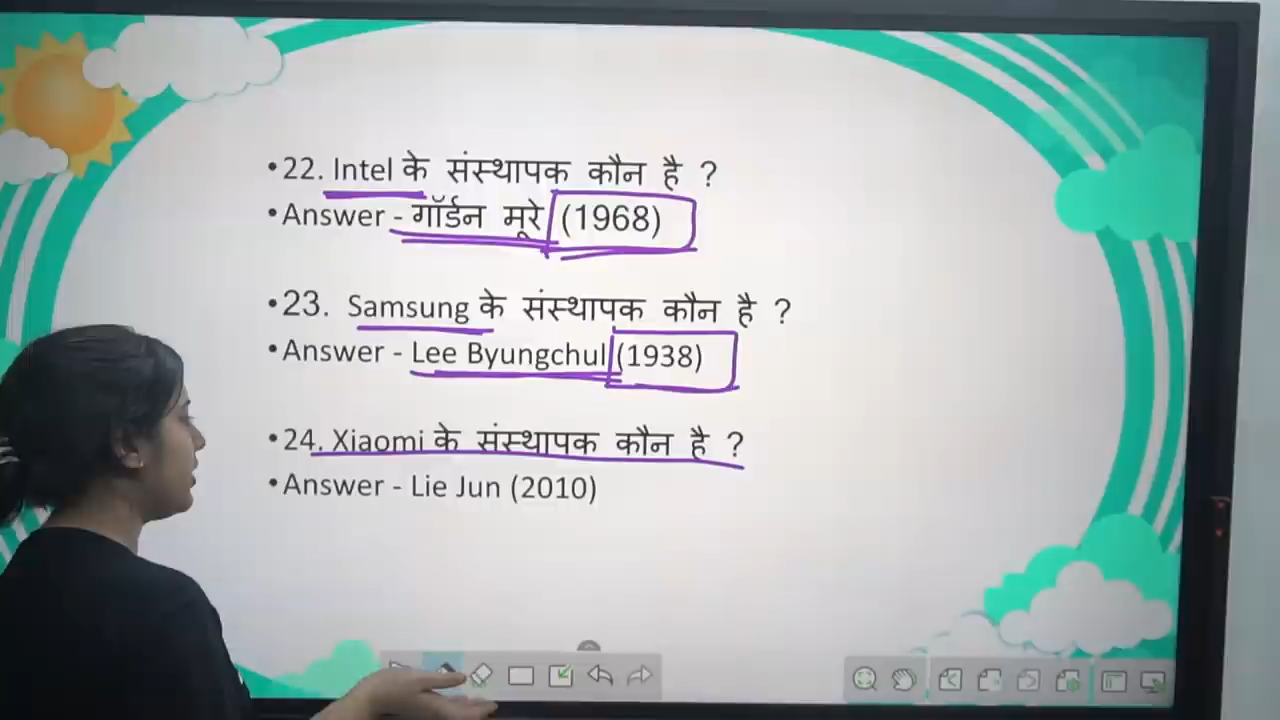 •22. Intel के संस्थापक कौन है ?
•Answer - गॉर्डन मूरे (1968)
•23. Samsung के संस्थापक कौन है ?
•Answer - Lee Byungchul (1938)
•24. Xiaomi के संस्थापक कौन है ?
•Answer - Lie Jun (2010)